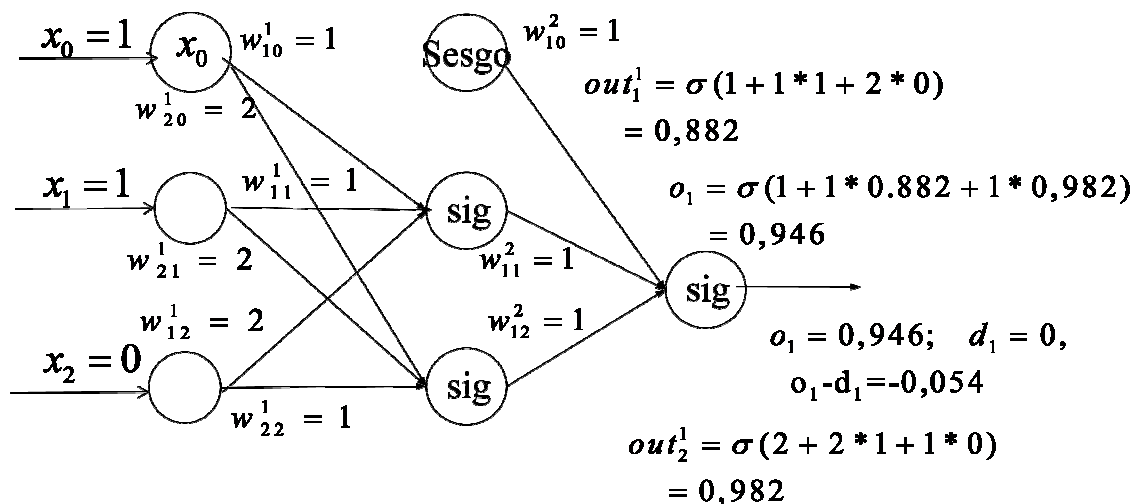 x₀ = 1
x₀
w¹₁₀ = 1
w¹₂₀ = 2
Sesgo
w²₁₀ = 1
out¹₁ = σ(1 + 1 * 1 + 2 * 0)
= 0,882
x₁ = 1
w¹₁₁ = 1
sig
o₁ = σ(1 + 1 * 0.882 + 1 * 0,982)
= 0,946
w¹₂₁ = 2
w²₁₁ = 1
sig
w¹₁₂ = 2
w²₁₂ = 1
o₁ = 0,946; d₁ = 0,
o₁-d₁=-0,054
x₂ = 0
sig
w¹₂₂ = 1
out¹₂ = σ(2 + 2 * 1 + 1 * 0)
= 0,982